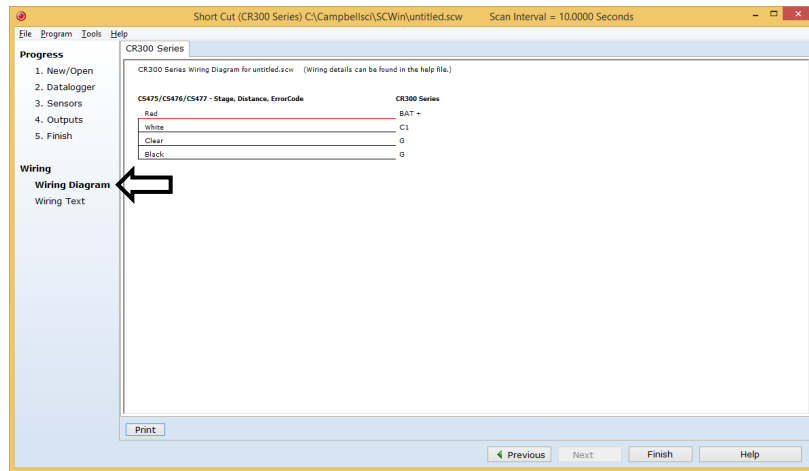 Short Cut (CR300 Series) C:\Campbellsci\SCWin\untitled.scw Scan Interval = 10.0000 Seconds
File Program Tools Help
Progress
1. New/Open
2. Datalogger
3. Sensors
4. Outputs
5. Finish
Wiring
Wiring Diagram
Wiring Text
CR300 Series
CR300 Series Wiring Diagram for untitled.scw (Wiring details can be found in the help file.)
CS475/CS476/CS477 - Stage, Distance, ErrorCode CR300 Series
Red BAT +
White C1
Clear G
Black G
Print
Previous Next Finish Help